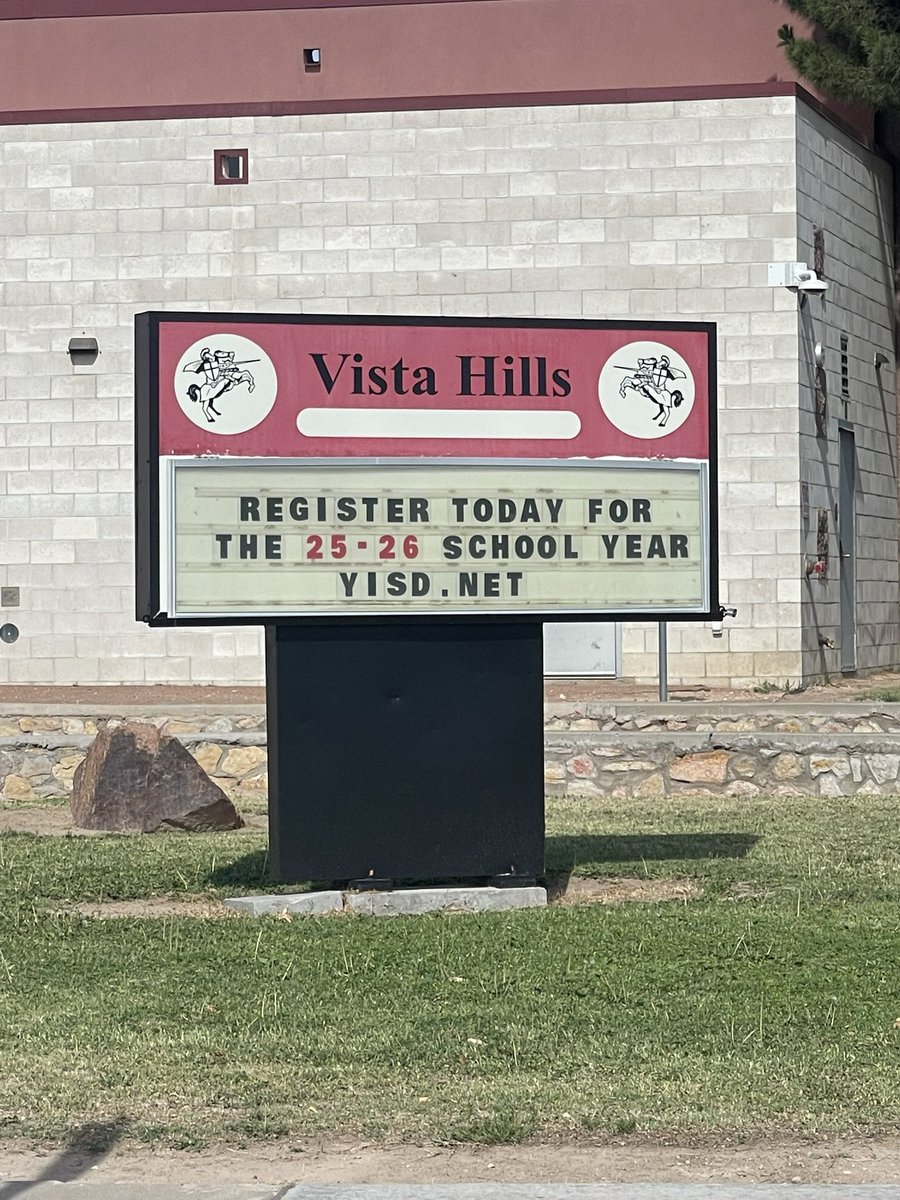 Vista Hills
REGISTER TODAY FOR
THE 25-26 SCHOOL YEAR
YISD.NET